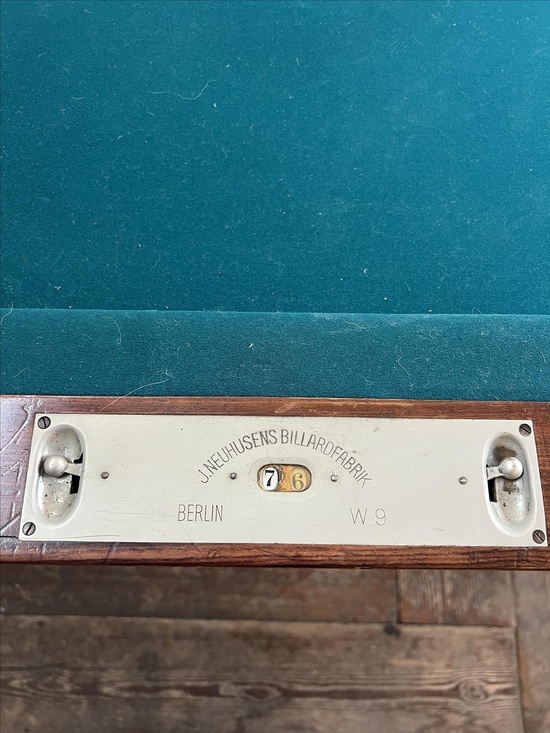 J. NEUHUSENS BILLARDFABRIK
7 6
BERLIN W 9